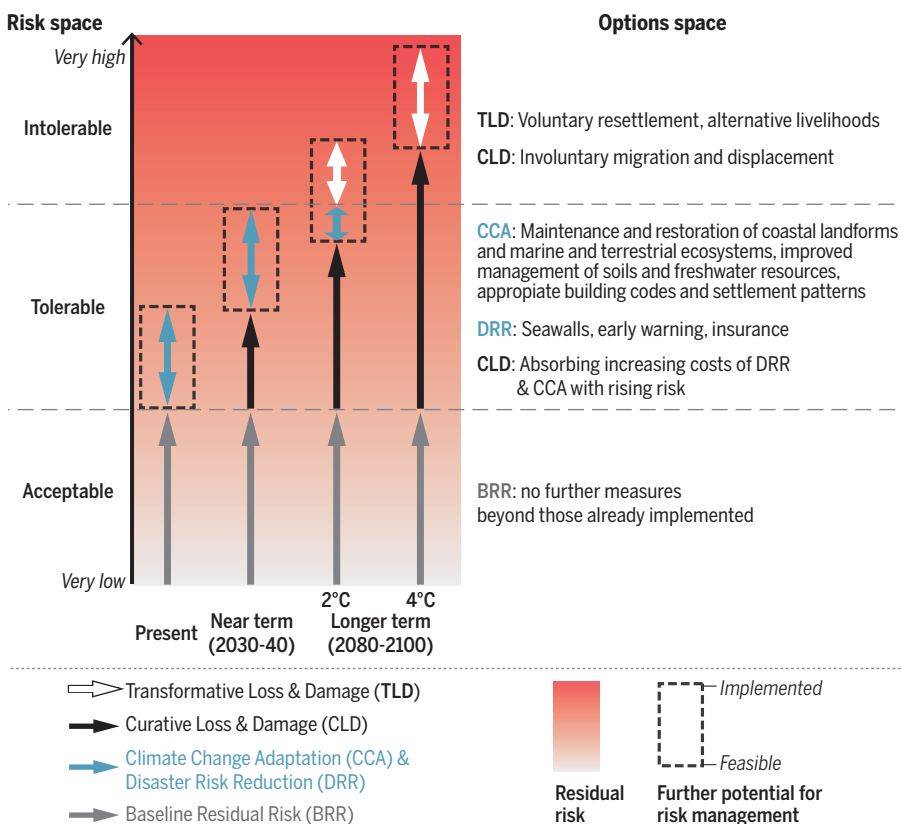 Risk space
Options space
Very high
Intolerable
Tolerable
Acceptable
Very low
TLD: Voluntary resettlement, alternative livelihoods
CLD: Involuntary migration and displacement
CCA: Maintenance and restoration of coastal landforms
and marine and terrestrial ecosystems, improved
management of soils and freshwater resources,
appropiate building codes and settlement patterns
DRR: Seawalls, early warning, insurance
CLD: Absorbing increasing costs of DRR
& CCA with rising risk
BRR: no further measures
beyond those already implemented
2°C
4°C
Present
Near term
(2030-40)
Longer term
(2080-2100)
Transformative Loss & Damage (TLD)
Curative Loss & Damage (CLD)
Climate Change Adaptation (CCA) &
Disaster Risk Reduction (DRR)
Baseline Residual Risk (BRR)
Residual
risk
Implemented
Feasible
Further potential for
risk management